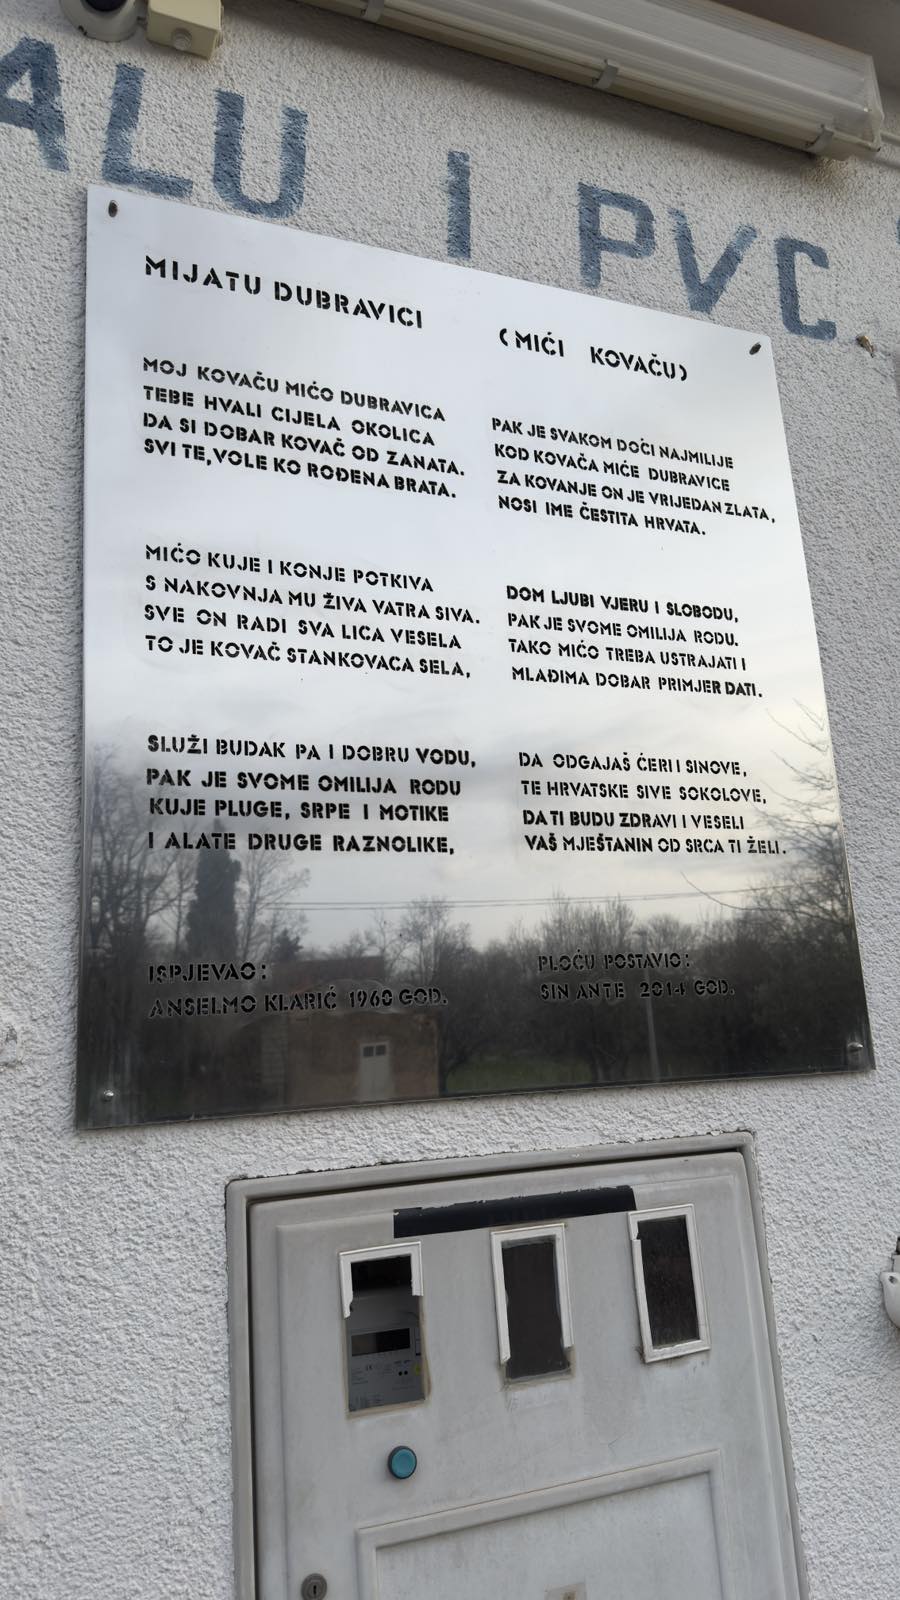 ALU I PVC
MIJATU DUBRAVICI (MIĆI KOVAČU)
MOJ KOVAČU MIĆO DUBRAVICA
TEBE HVALI CIJELA OKOLICA
DA SI DOBAR KOVAČ OD ZANATA.
SVI TE, VOLE KO ROĐENA BRATA.
MIĆO KUJE I KONJE POTKIVA
S NAKOVNJA MU ŽIVA VATRA SIVA.
SVE ON RADI SVA LICA VESELA
TO JE KOVAČ STANKOVACA SELA,
SLUŽI BUDAK PA I DOBRU VODU,
PAK JE SVOME OMILIJA RODU
KUJE PLUGE, SRPE I MOTIKE
I ALATE DRUGE RAZNOLIKE,
PAK JE SVAKOM DOĆI NAJMILIJE
KOD KOVAČA MIĆE DUBRAVICE
ZA KOVANJE ON JE VRIJEDAN ZLATA,
NOSI IME ČESTITA HRVATA.
DOM LJUBI VJERU I SLOBODU,
PAK JE SVOME OMILIJA RODU.
TAKO MIĆO TREBA USTRAJATI I
MLAĐIMA DOBAR PRIMJER DATI.
DA ODGAJAŠ ĆERI I SINOVE,
TE HRVATSKE SIVE SOKOLOVE,
DA TI BUDU ZDRAVI I VESELI
VAŠ MJEŠTANIN OD SRCA TI ŽELI.
ISPJEVAO:
ANSELMO KLARIĆ 1960 GOD.
PLOČU POSTAVIO:
SIN ANTE 2014 GOD.